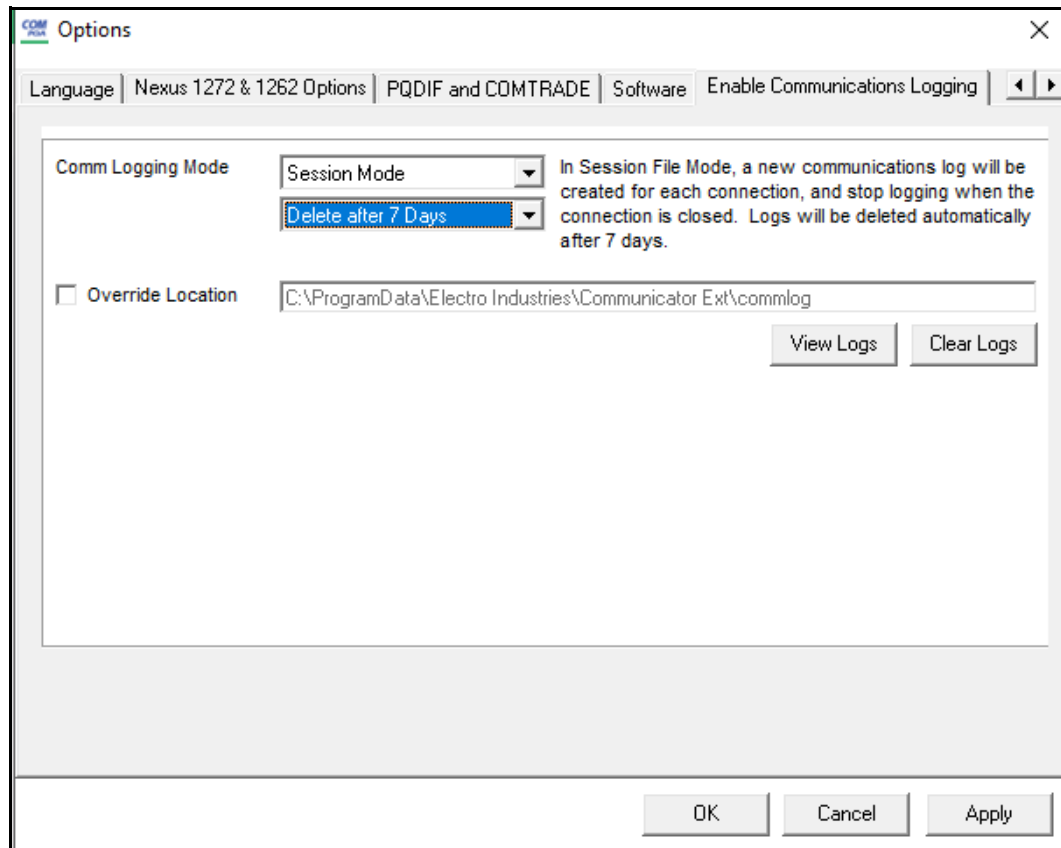 COM
PQA
Options
Language
Nexus 1272 & 1262 Options
PQDIF and COMTRADE
Software
Enable Communications Logging
Comm Logging Mode
Session Mode
Delete after 7 Days
In Session File Mode, a new communications log will be
created for each connection, and stop logging when the
connection is closed.  Logs will be deleted automatically
after 7 days.
Override Location
C:\ProgramData\Electro Industries\Communicator Ext\commlog
View Logs
Clear Logs
OK
Cancel
Apply